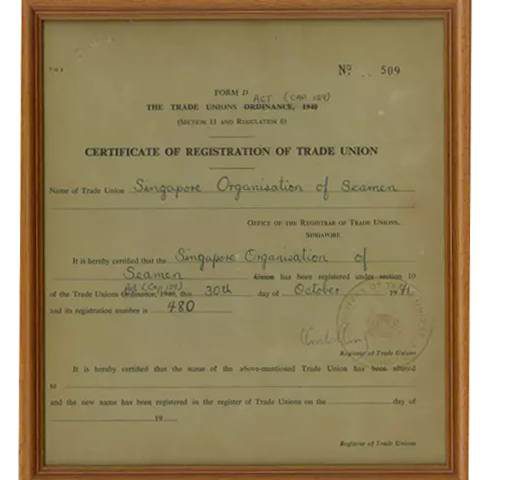 Nº 509
FORM D
ACT (CAP 129)
THE TRADE UNIONS ORDINANCE, 1940
(SECTION 11 AND REGULATION 6)
CERTIFICATE OF REGISTRATION OF TRADE UNION
Name of Trade Union Singapore Organisation of Seamen
OFFICE OF THE REGISTRAR OF TRADE UNIONS,
SINGAPORE
It is hereby certified that the Singapore Organisation of
Seamen Union has been registered under section 10
Act (Cap 129)
of the Trade Unions Ordinance, 1940, this 30th day of October 1971
and its registration number is 480
Registrar of Trade Unions
It is hereby certified that the name of the above-mentioned Trade Union has been altered
to
and the new name has been registered in the register of Trade Unions on the day of
19
Registrar of Trade Unions